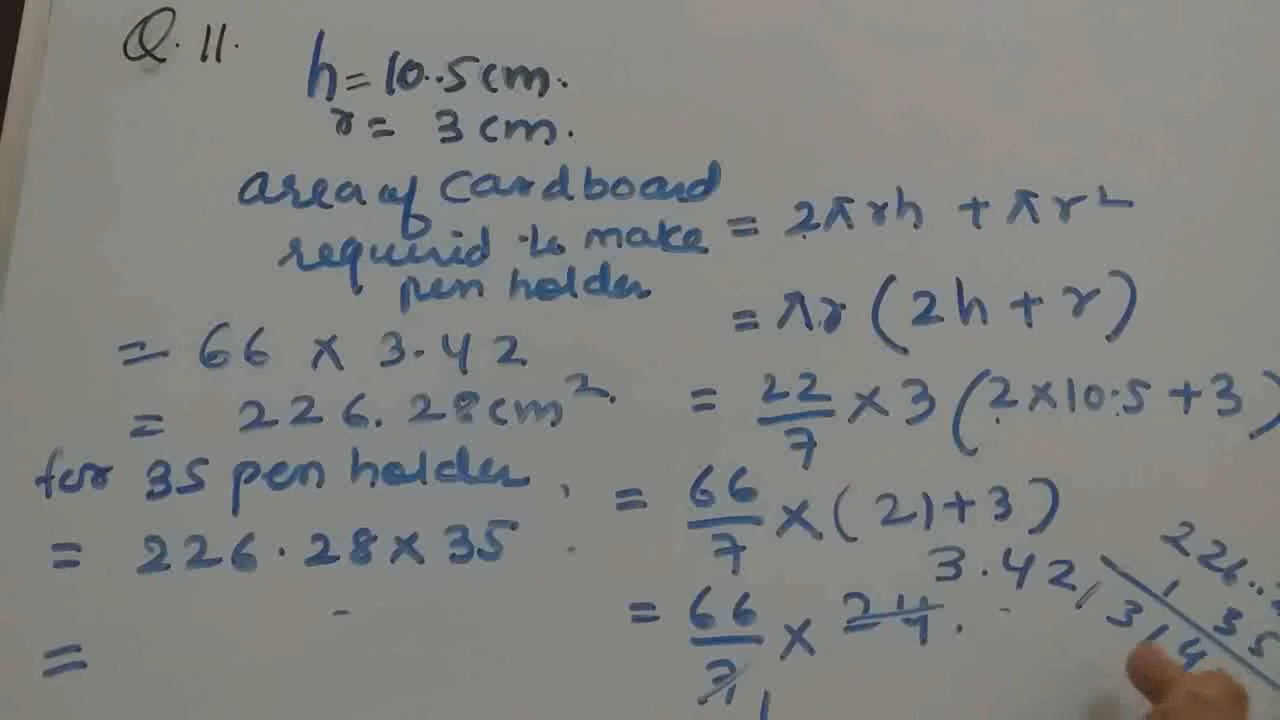 Q. 11.
h = 10.5 cm.
r = 3 cm.
area of cardboard
required to make
pen holder
= 2πrh + πr²
= πr (2h + r)
= 22/7 × 3 (2×10.5 + 3)
= 66/7 × (21+3)
= 66/7 × 24
3.42
= 66 × 3.42
= 226.28 cm².
for 35 pen holder
= 226.28 × 35
=
226..
35